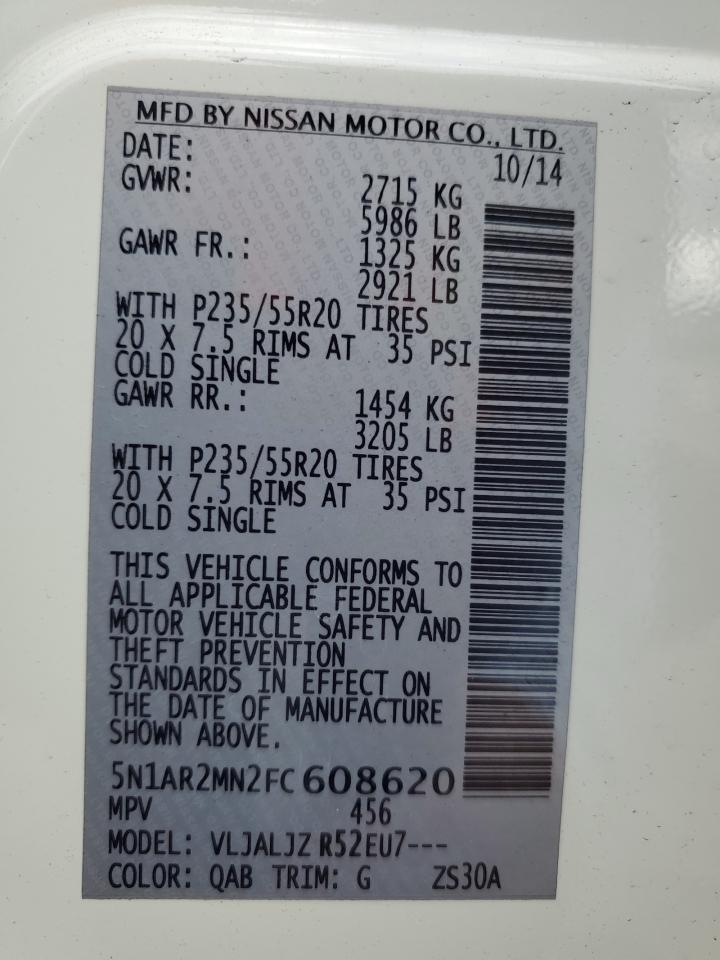 MFD BY NISSAN MOTOR CO., LTD.
DATE: 10/14
GVWR: 2715 KG
5986 LB
GAWR FR.: 1325 KG
2921 LB
WITH P235/55R20 TIRES
20 X 7.5 RIMS AT 35 PSI
COLD SINGLE
GAWR RR.: 1454 KG
3205 LB
WITH P235/55R20 TIRES
20 X 7.5 RIMS AT 35 PSI
COLD SINGLE
THIS VEHICLE CONFORMS TO
ALL APPLICABLE FEDERAL
MOTOR VEHICLE SAFETY AND
THEFT PREVENTION
STANDARDS IN EFFECT ON
THE DATE OF MANUFACTURE
SHOWN ABOVE.
5N1AR2MN2FC608620
MPV 456
MODEL: VLJALJZ R52EU7---
COLOR: QAB TRIM: G ZS30A